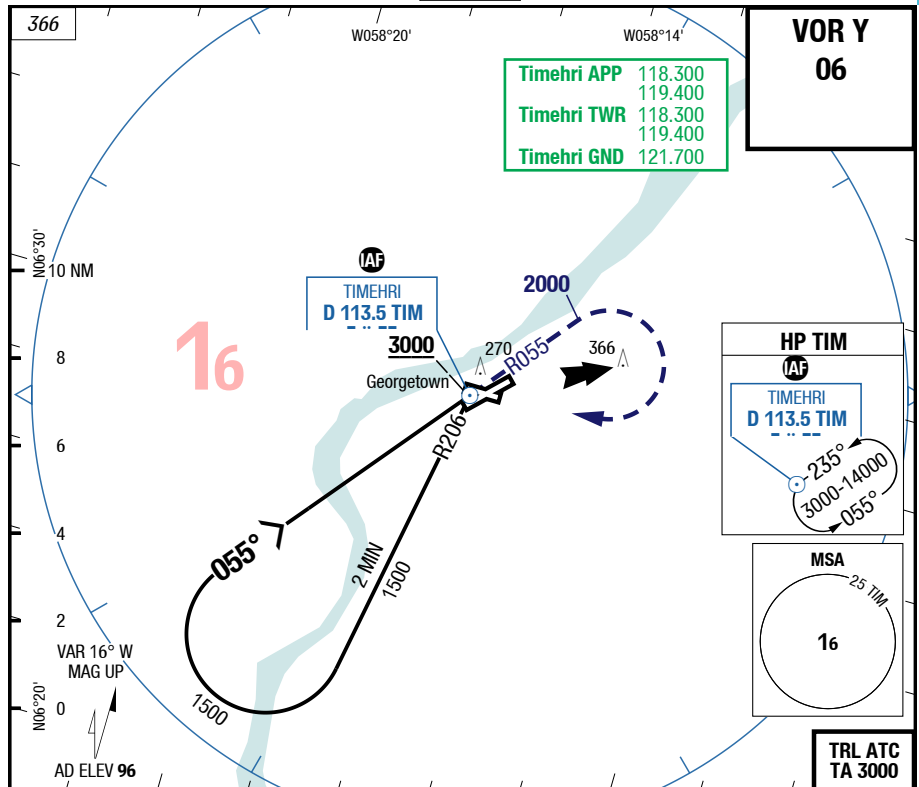 366
W058°20'
W058°14'
VOR Y
06
Timehri APP 118.300
119.400
Timehri TWR 118.300
119.400
Timehri GND 121.700
N06°30'
10 NM
8
6
4
2
0
N06°20'
IAF
TIMEHRI
D 113.5 TIM
3000
Georgetown
270
R055
2000
366
16
R206
055°
2 MIN
1500
1500
HP TIM
IAF
TIMEHRI
D 113.5 TIM
235°
3000-14000
055°
MSA
25 TIM
16
VAR 16° W
MAG UP
AD ELEV 96
TRL ATC
TA 3000